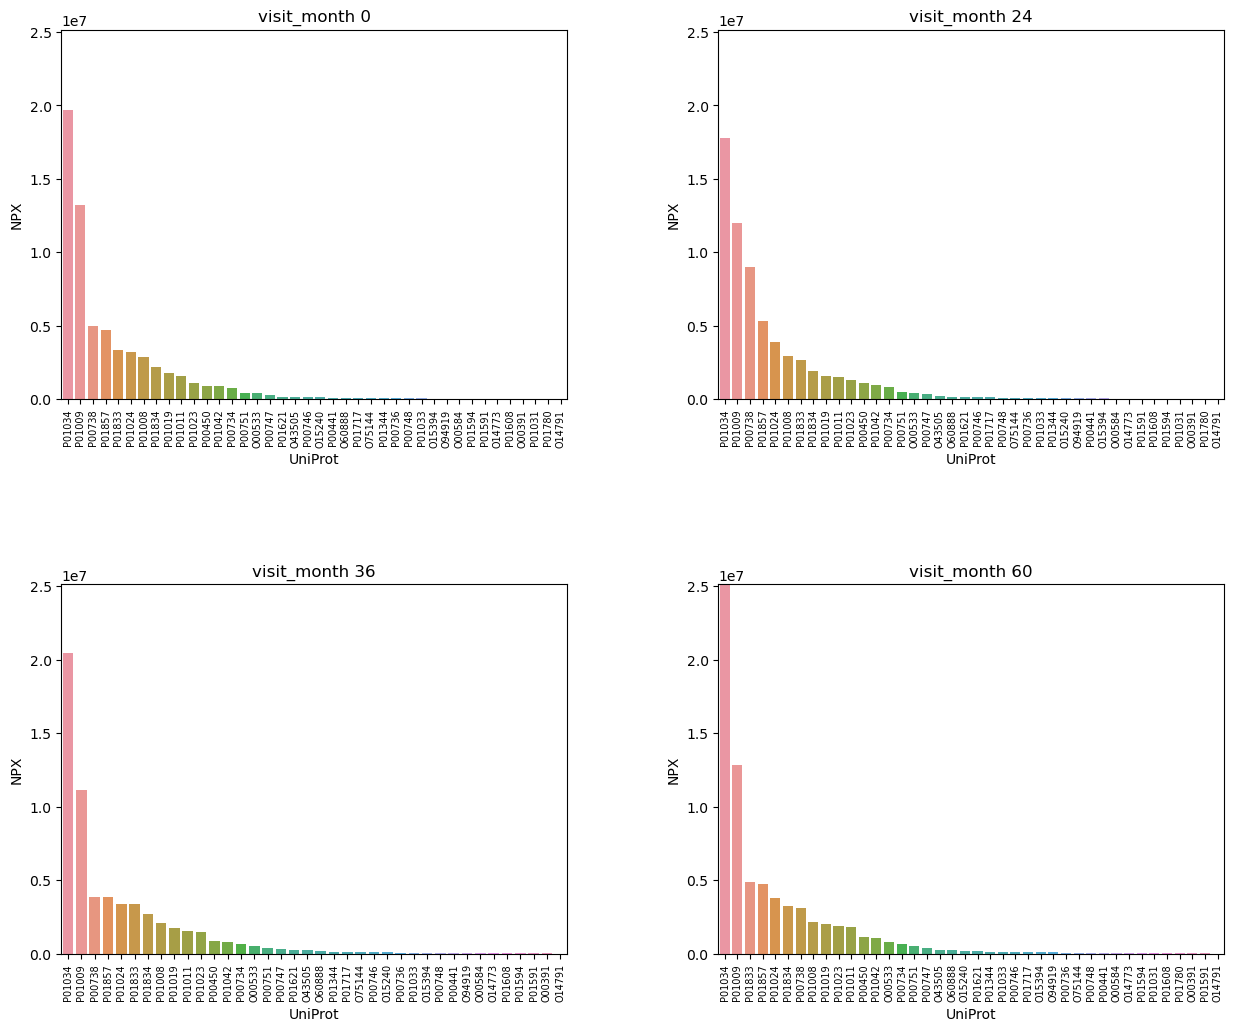 visit_month 0
1e7
2.5
2.0
1.5
1.0
0.5
0.0
NPX
P01034
P01009
P00738
P01857
P01833
P01024
P01008
P01834
P01019
P01011
P01023
P00450
P01042
P00734
P00751
O00533
P00747
P01621
O43505
P00746
O15240
P00441
O60888
P01717
O75144
P01344
P00736
P00748
P01033
O15394
O94919
O00584
P01594
P01591
O14773
P01608
O00391
P01031
P01780
O14791
UniProt
visit_month 24
1e7
2.5
2.0
1.5
1.0
0.5
0.0
NPX
P01034
P01009
P00738
P01857
P01024
P01008
P01833
P01834
P01019
P01011
P01023
P00450
P01042
P00734
P00751
O00533
P00747
O43505
O60888
P01621
P00746
P01717
P00748
O75144
P00736
P01033
P01344
O15240
O94919
P00441
O15394
O00584
O14773
P01591
P01608
P01594
P01031
O00391
P01780
O14791
UniProt
visit_month 36
1e7
2.5
2.0
1.5
1.0
0.5
0.0
NPX
P01034
P01009
P00738
P01857
P01024
P01833
P01834
P01008
P01019
P01011
P01023
P00450
P01042
P00734
O00533
P00751
P00747
P01621
O43505
O60888
P01344
P01717
O75144
P00746
O15240
P00736
P01033
O15394
P00748
P00441
O94919
O00584
O14773
P01608
P01594
P01591
O00391
O14791
UniProt
visit_month 60
1e7
2.5
2.0
1.5
1.0
0.5
0.0
NPX
P01034
P01009
P01833
P01857
P01024
P01834
P00738
P01008
P01019
P01023
P01011
P00450
P01042
O00533
P00734
P00751
P00747
O43505
O60888
O15240
P01621
P01344
P01033
P00746
P01717
O15394
O94919
P00736
O75144
P00748
P00441
O00584
O14773
P01594
P01031
P01608
P01780
O00391
P01591
O14791
UniProt